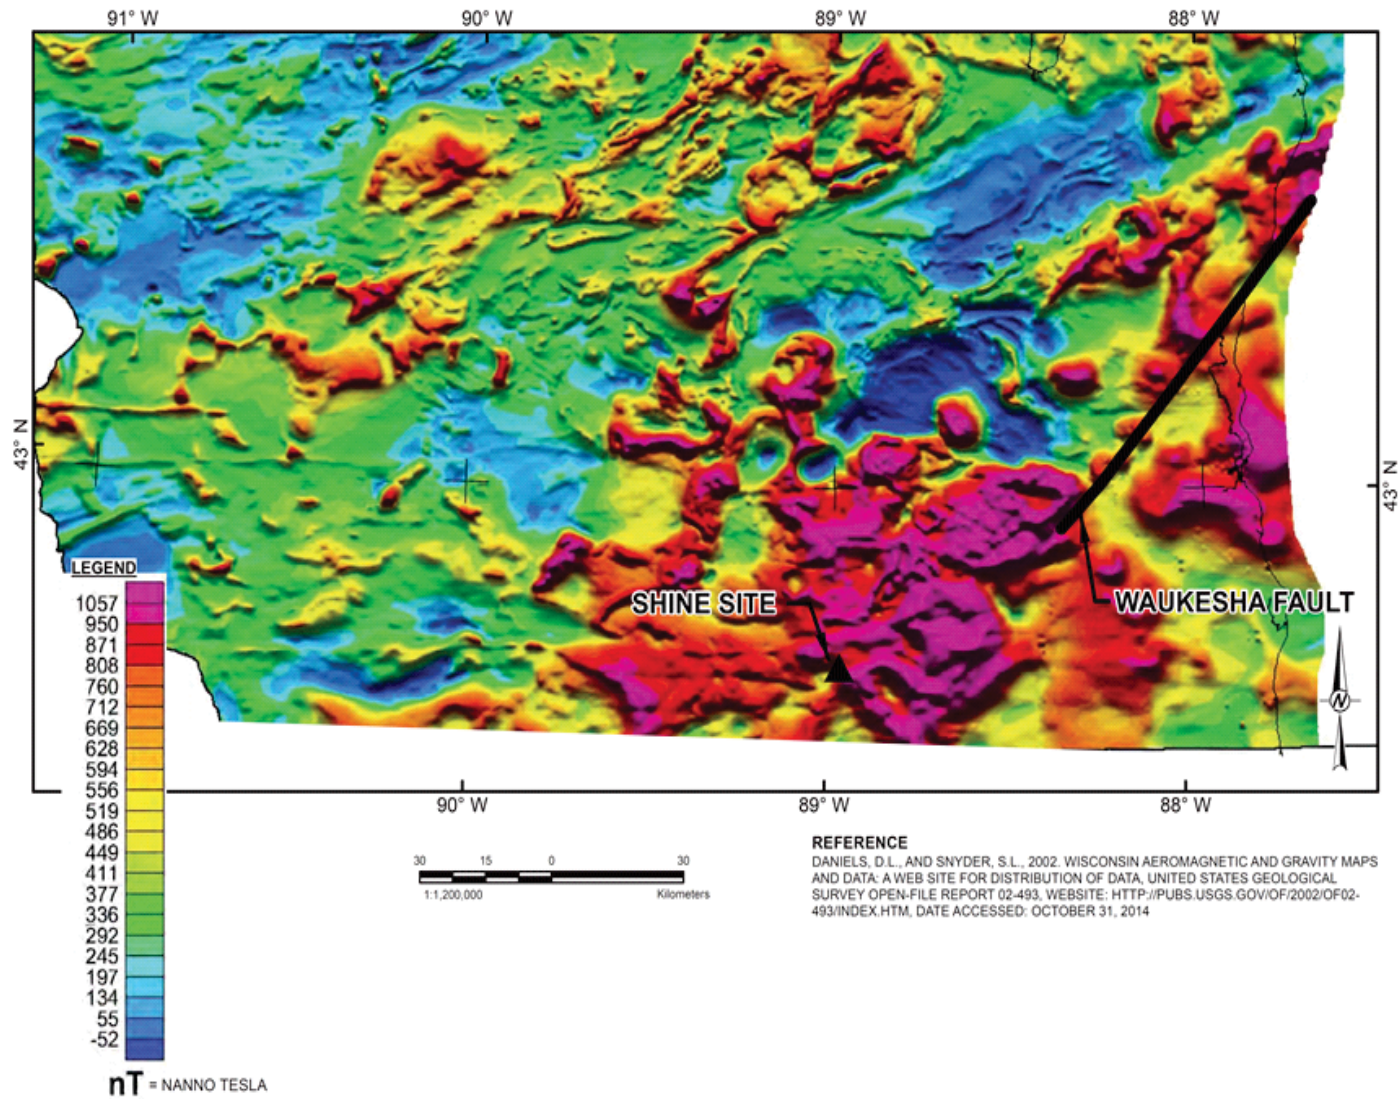 91° W
90° W
89° W
88° W
43° N
43° N
SHINE SITE
WAUKESHA FAULT
N
LEGEND
1057
950
871
808
760
712
669
628
594
556
519
486
449
411
377
336
292
245
197
134
55
-52
nT = NANNO TESLA
90° W
89° W
88° W
30 15 0 30
1:1,200,000 Kilometers
REFERENCE
DANIELS, D.L., AND SNYDER, S.L., 2002. WISCONSIN AEROMAGNETIC AND GRAVITY MAPS
AND DATA: A WEB SITE FOR DISTRIBUTION OF DATA, UNITED STATES GEOLOGICAL
SURVEY OPEN-FILE REPORT 02-493, WEBSITE: HTTP://PUBS.USGS.GOV/OF/2002/OF02-
493/INDEX.HTM, DATE ACCESSED: OCTOBER 31, 2014